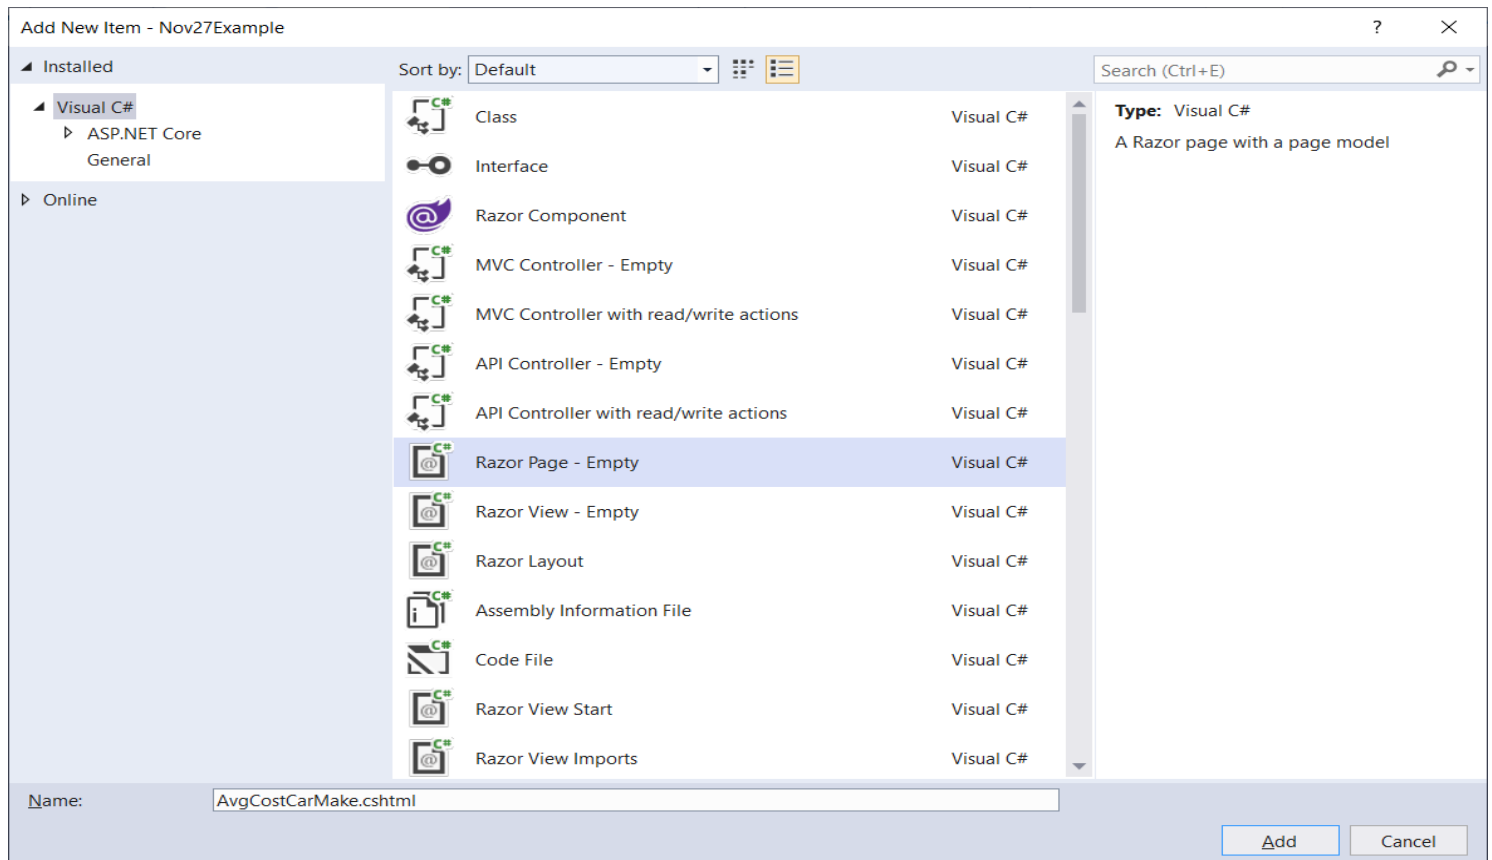 Add New Item - Nov27Example
?
Installed
Sort by: Default
Search (Ctrl+E)
Visual C#
ASP.NET Core
General
Online
C# Class Visual C#
Interface Visual C#
@ Razor Component Visual C#
C# MVC Controller - Empty Visual C#
C# MVC Controller with read/write actions Visual C#
C# API Controller - Empty Visual C#
C# API Controller with read/write actions Visual C#
C# @ Razor Page - Empty Visual C#
C# @ Razor View - Empty Visual C#
C# @ Razor Layout Visual C#
C# i Assembly Information File Visual C#
C# Code File Visual C#
C# @ Razor View Start Visual C#
C# @ Razor View Imports Visual C#
Type: Visual C#
A Razor page with a page model
Name: AvgCostCarMake.cshtml
Add Cancel